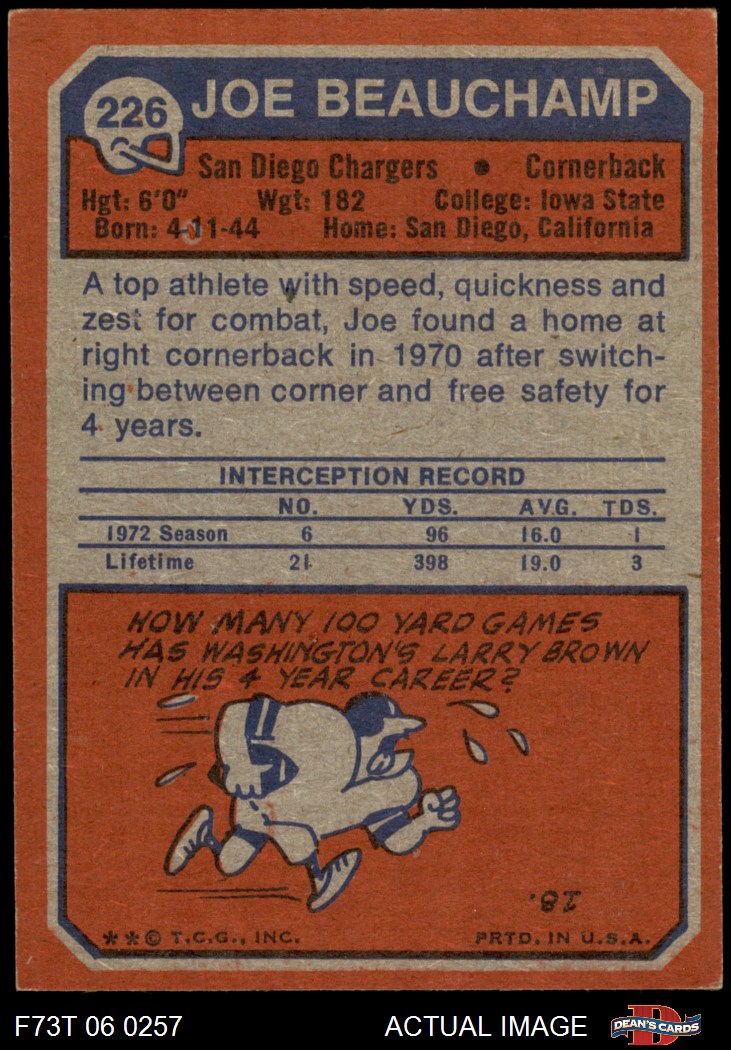 226 JOE BEAUCHAMP
San Diego Chargers • Cornerback
Hgt: 6'0" Wgt: 182 College: Iowa State
Born: 4-11-44 Home: San Diego, California
A top athlete with speed, quickness and
zest for combat, Joe found a home at
right cornerback in 1970 after switch-
ing between corner and free safety for
4 years.
INTERCEPTION RECORD
NO. YDS. AVG. TDS.
1972 Season 6 96 16.0 1
Lifetime 21 398 19.0 3
HOW MANY 100 YARD GAMES
HAS WASHINGTON'S LARRY BROWN
IN HIS 4 YEAR CAREER?
18.
**© T.C.G., INC. PRTD. IN U.S.A.
F73T 06 0257 ACTUAL IMAGE D DEAN'S CARDS